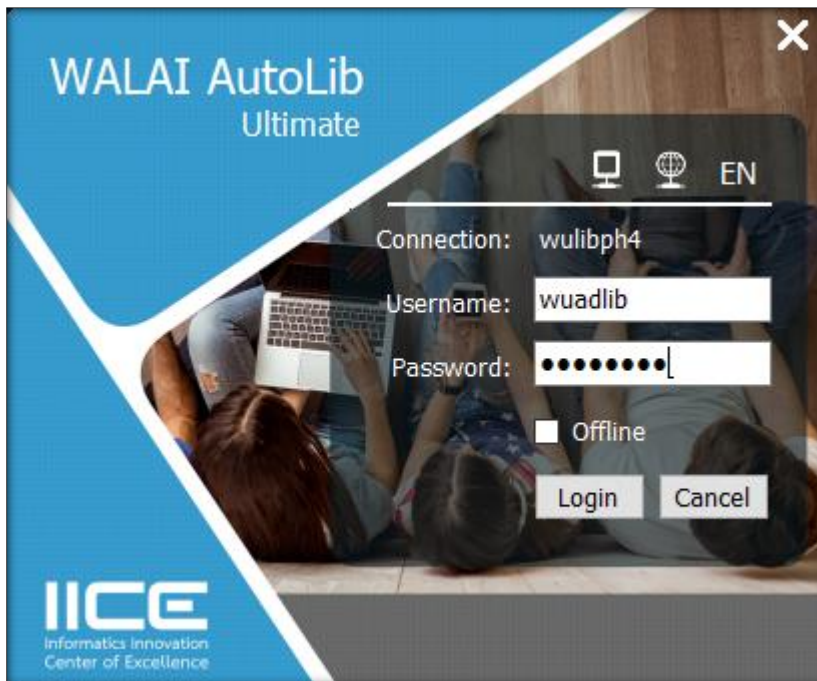 WALAI AutoLib
Ultimate
EN
Connection: wulibph4
Username: wuadlib
Password: ••••••••
Offline
Login Cancel
IICE
Informatics Innovation
Center of Excellence